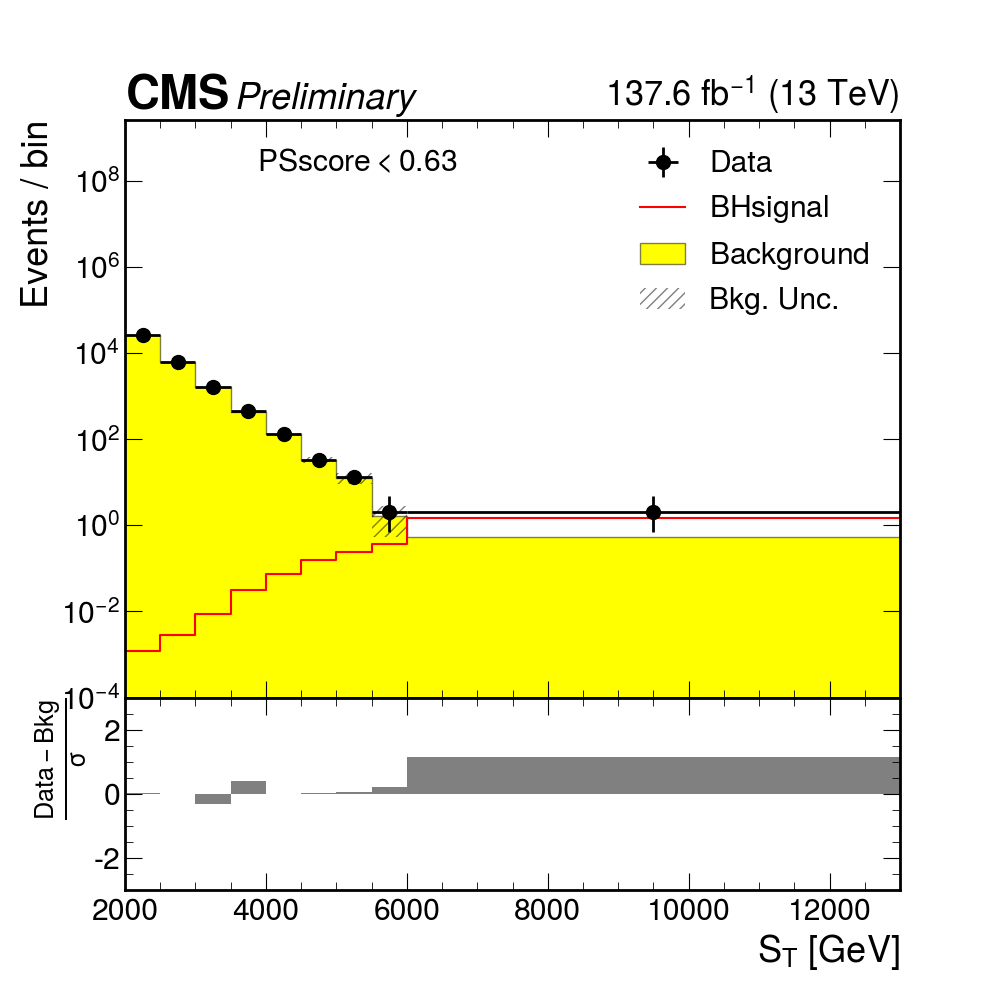 CMS Preliminary 137.6 fb⁻¹ (13 TeV)
Events / bin
PSscore < 0.63
Data
BHsignal
Background
Bkg. Unc.
10⁸
10⁶
10⁴
10²
10⁰
10⁻²
10⁻⁴
Data − Bkg
σ
2
0
-2
2000 4000 6000 8000 10000 12000
S_T [GeV]